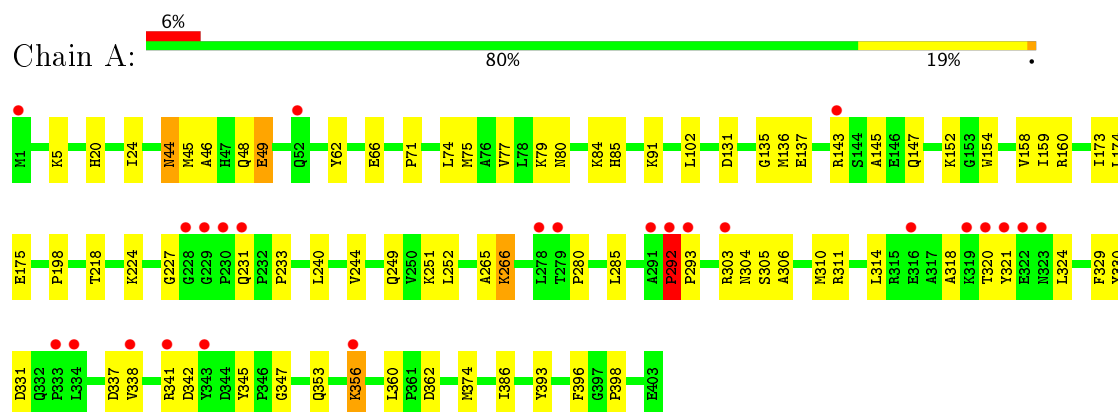 6%
Chain A:
80% 19% •
M1 K5 H20 I24 N44 M45 A46 H47 Q48 E49 Q52 Y62 E66 P71 L74 M75 A76 V77 L78 K79 N80 K84 H85 K91 L102 D131 G135 M136 E137 R143 S144 A145 E146 Q147 K152 G153 W154 V158 I159 R160 I173 L174
E175 P198 T218 K224 G227 G228 G229 P230 Q231 P232 P233 L240 V244 Q249 V250 K251 L252 A265 K266 L278 T279 P280 L285 A291 P292 P293 R303 N304 S305 A306 M310 R311 L314 R315 E316 A317 A318 K319 T320 Y321 E322 N323 L324 F329 Y330
D331 Q332 P333 L334 D337 V338 R341 D342 Y343 D344 Y345 P346 G347 Q353 K356 L360 P361 D362 M374 I386 Y393 F396 G397 P398 E403